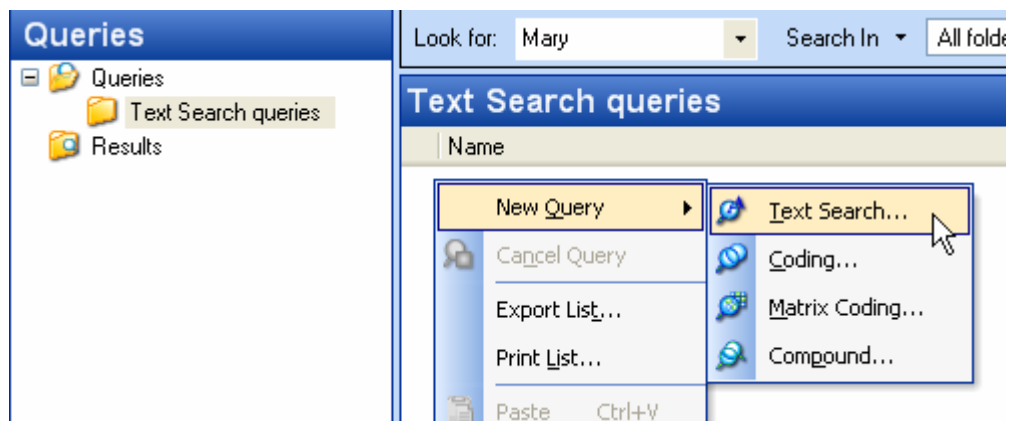 Queries
Look for: Mary Search In All folde
Queries
Text Search queries
Results
Text Search queries
Name
New Query
Cancel Query
Export List...
Print List...
Paste Ctrl+V
Text Search...
Coding...
Matrix Coding...
Compound...